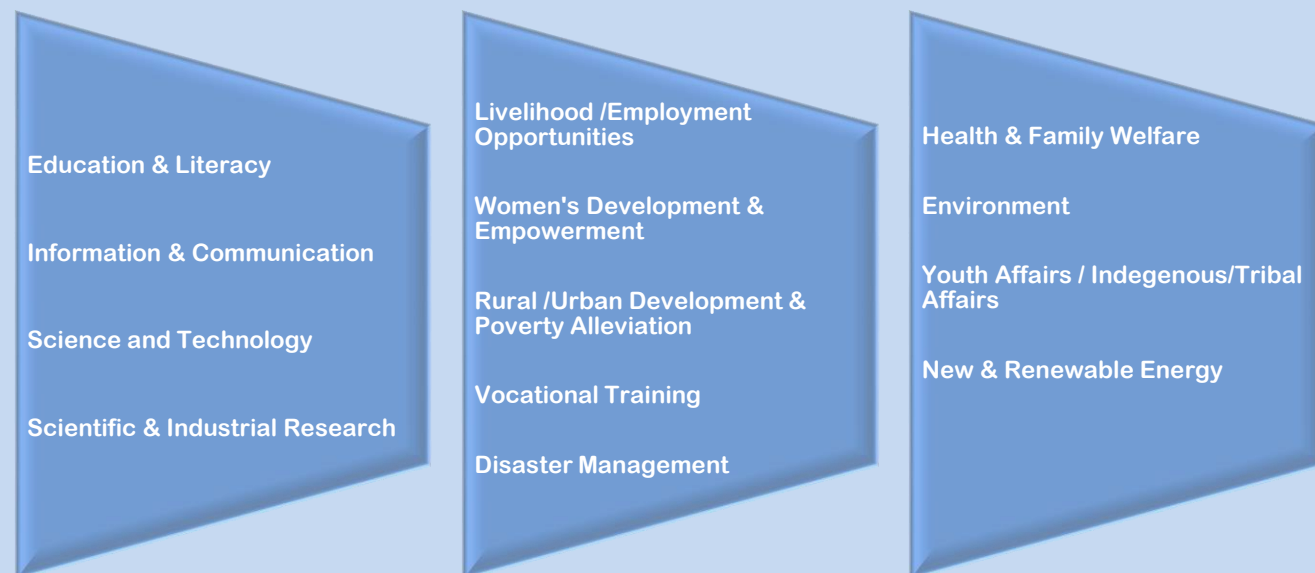 Education & Literacy
Information & Communication
Science and Technology
Scientific & Industrial Research
Livelihood /Employment
Opportunities
Women's Development &
Empowerment
Rural /Urban Development &
Poverty Alleviation
Vocational Training
Disaster Management
Health & Family Welfare
Environment
Youth Affairs / Indegenous/Tribal
Affairs
New & Renewable Energy